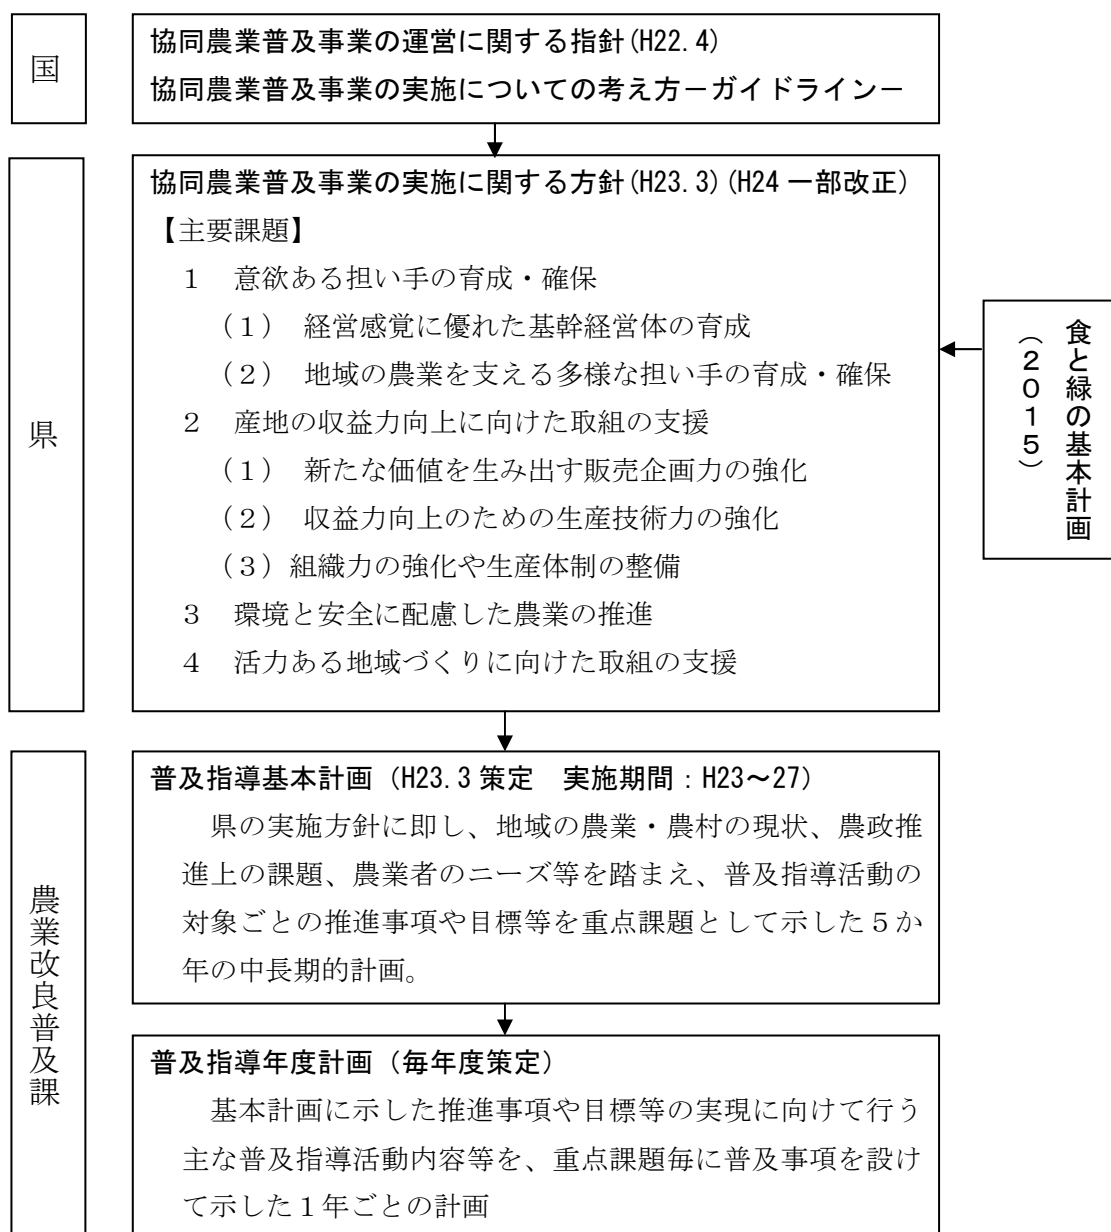 国
協同農業普及事業の運営に関する指針(H22.4)
協同農業普及事業の実施についての考え方－ガイドライン－
県
協同農業普及事業の実施に関する方針(H23.3)(H24 一部改正)
【主要課題】
1 意欲ある担い手の育成・確保
(1) 経営感覚に優れた基幹経営体の育成
(2) 地域の農業を支える多様な担い手の育成・確保
2 産地の収益力向上に向けた取組の支援
(1) 新たな価値を生み出す販売企画力の強化
(2) 収益力向上のための生産技術力の強化
(3)組織力の強化や生産体制の整備
3 環境と安全に配慮した農業の推進
4 活力ある地域づくりに向けた取組の支援
食と緑の基本計画
（2015）
農業改良普及課
普及指導基本計画（H23.3 策定 実施期間：H23～27）
県の実施方針に即し、地域の農業・農村の現状、農政推
進上の課題、農業者のニーズ等を踏まえ、普及指導活動の
対象ごとの推進事項や目標等を重点課題として示した５か
年の中長期的計画。
普及指導年度計画（毎年度策定）
基本計画に示した推進事項や目標等の実現に向けて行う
主な普及指導活動内容等を、重点課題毎に普及事項を設け
て示した１年ごとの計画